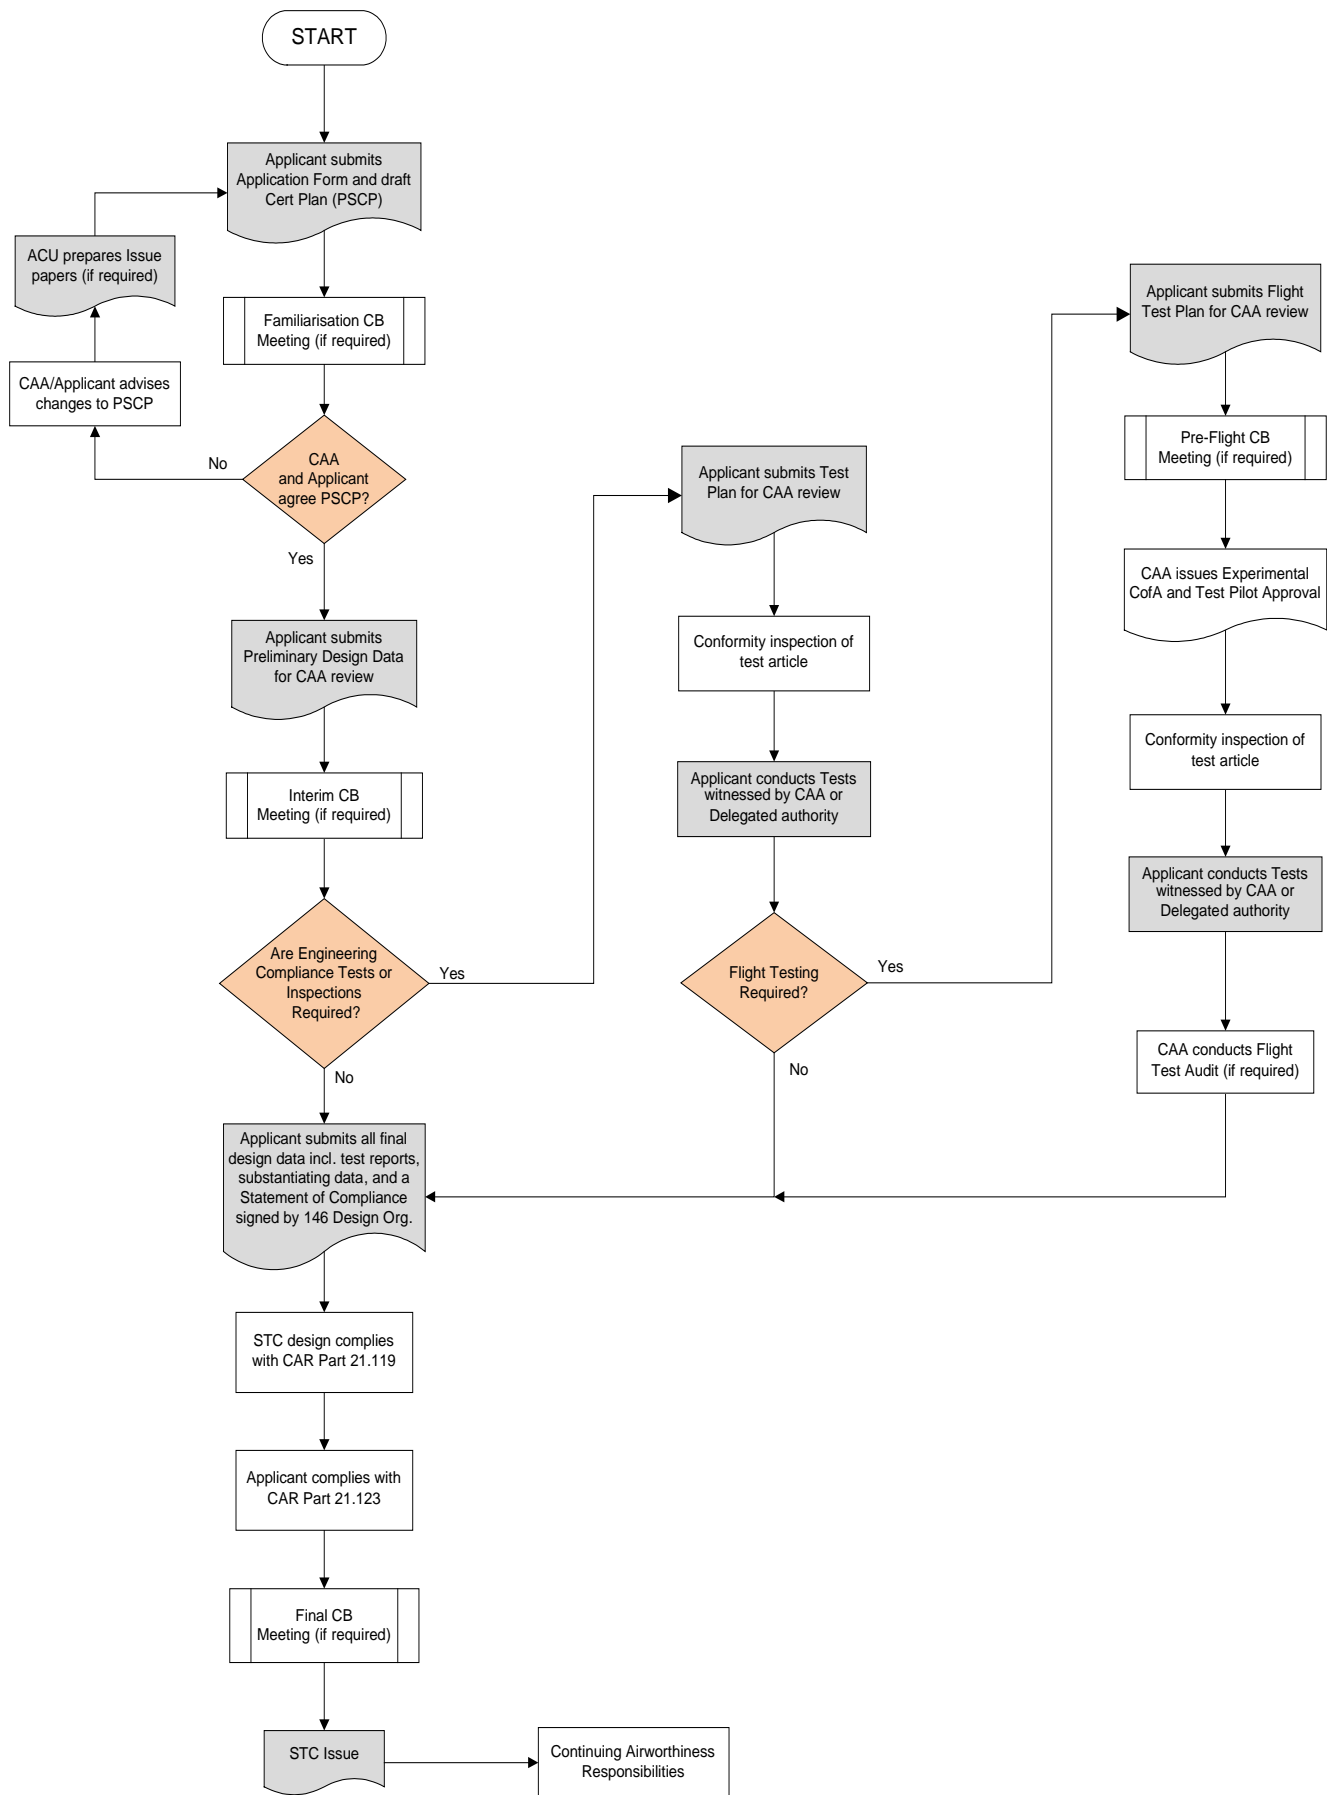 START
Applicant submits
Application Form and draft
Cert Plan (PSCP)
ACU prepares Issue
papers (if required)
Familiarisation CB
Meeting (if required)
CAA/Applicant advises
changes to PSCP
No
CAA
and Applicant
agree PSCP?
Yes
Applicant submits
Preliminary Design Data
for CAA review
Interim CB
Meeting (if required)
Are Engineering
Compliance Tests or
Inspections
Required?
Yes
No
Applicant submits Test
Plan for CAA review
Conformity inspection of
test article
Applicant conducts Tests
witnessed by CAA or
Delegated authority
Flight Testing
Required?
Yes
No
Applicant submits Flight
Test Plan for CAA review
Pre-Flight CB
Meeting (if required)
CAA issues Experimental
CofA and Test Pilot Approval
Conformity inspection of
test article
Applicant conducts Tests
witnessed by CAA or
Delegated authority
CAA conducts Flight
Test Audit (if required)
Applicant submits all final
design data incl. test reports,
substantiating data, and a
Statement of Compliance
signed by 146 Design Org.
STC design complies
with CAR Part 21.119
Applicant complies with
CAR Part 21.123
Final CB
Meeting (if required)
STC Issue
Continuing Airworthiness
Responsibilities